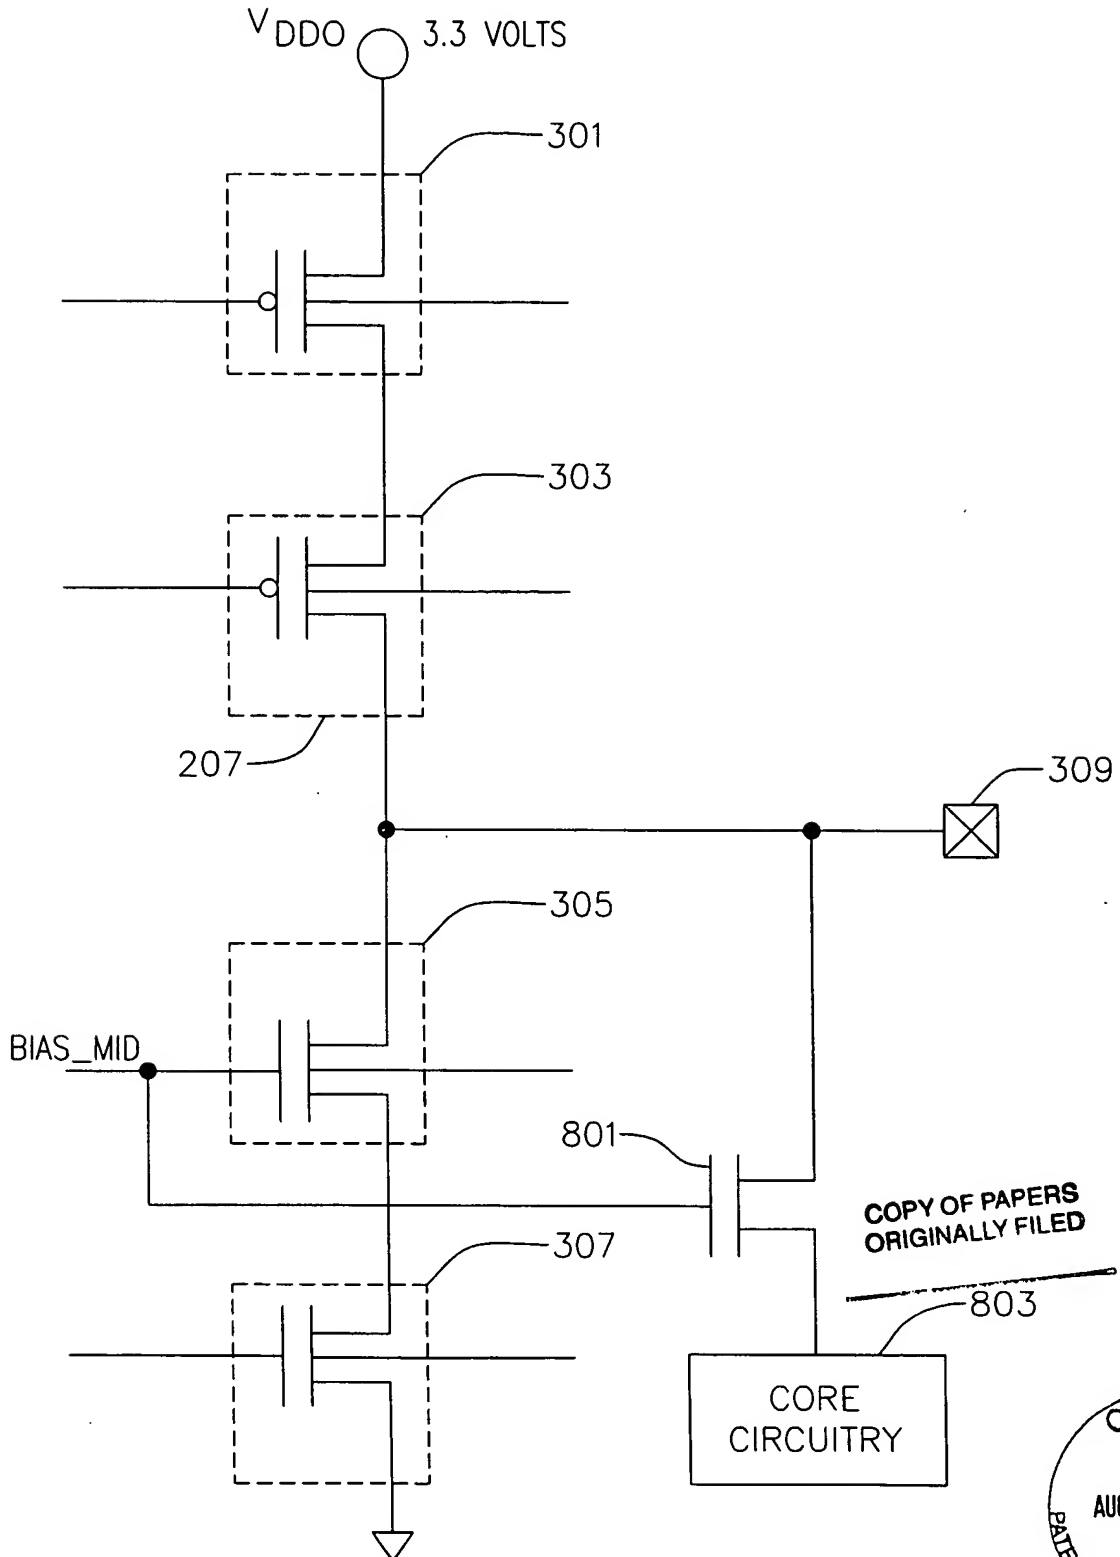 VDDO 3.3 VOLTS
301
303
207
309
305
BIAS_MID
801
COPY OF PAPERS
ORIGINALLY FILED
307
803
CORE
CIRCUITRY